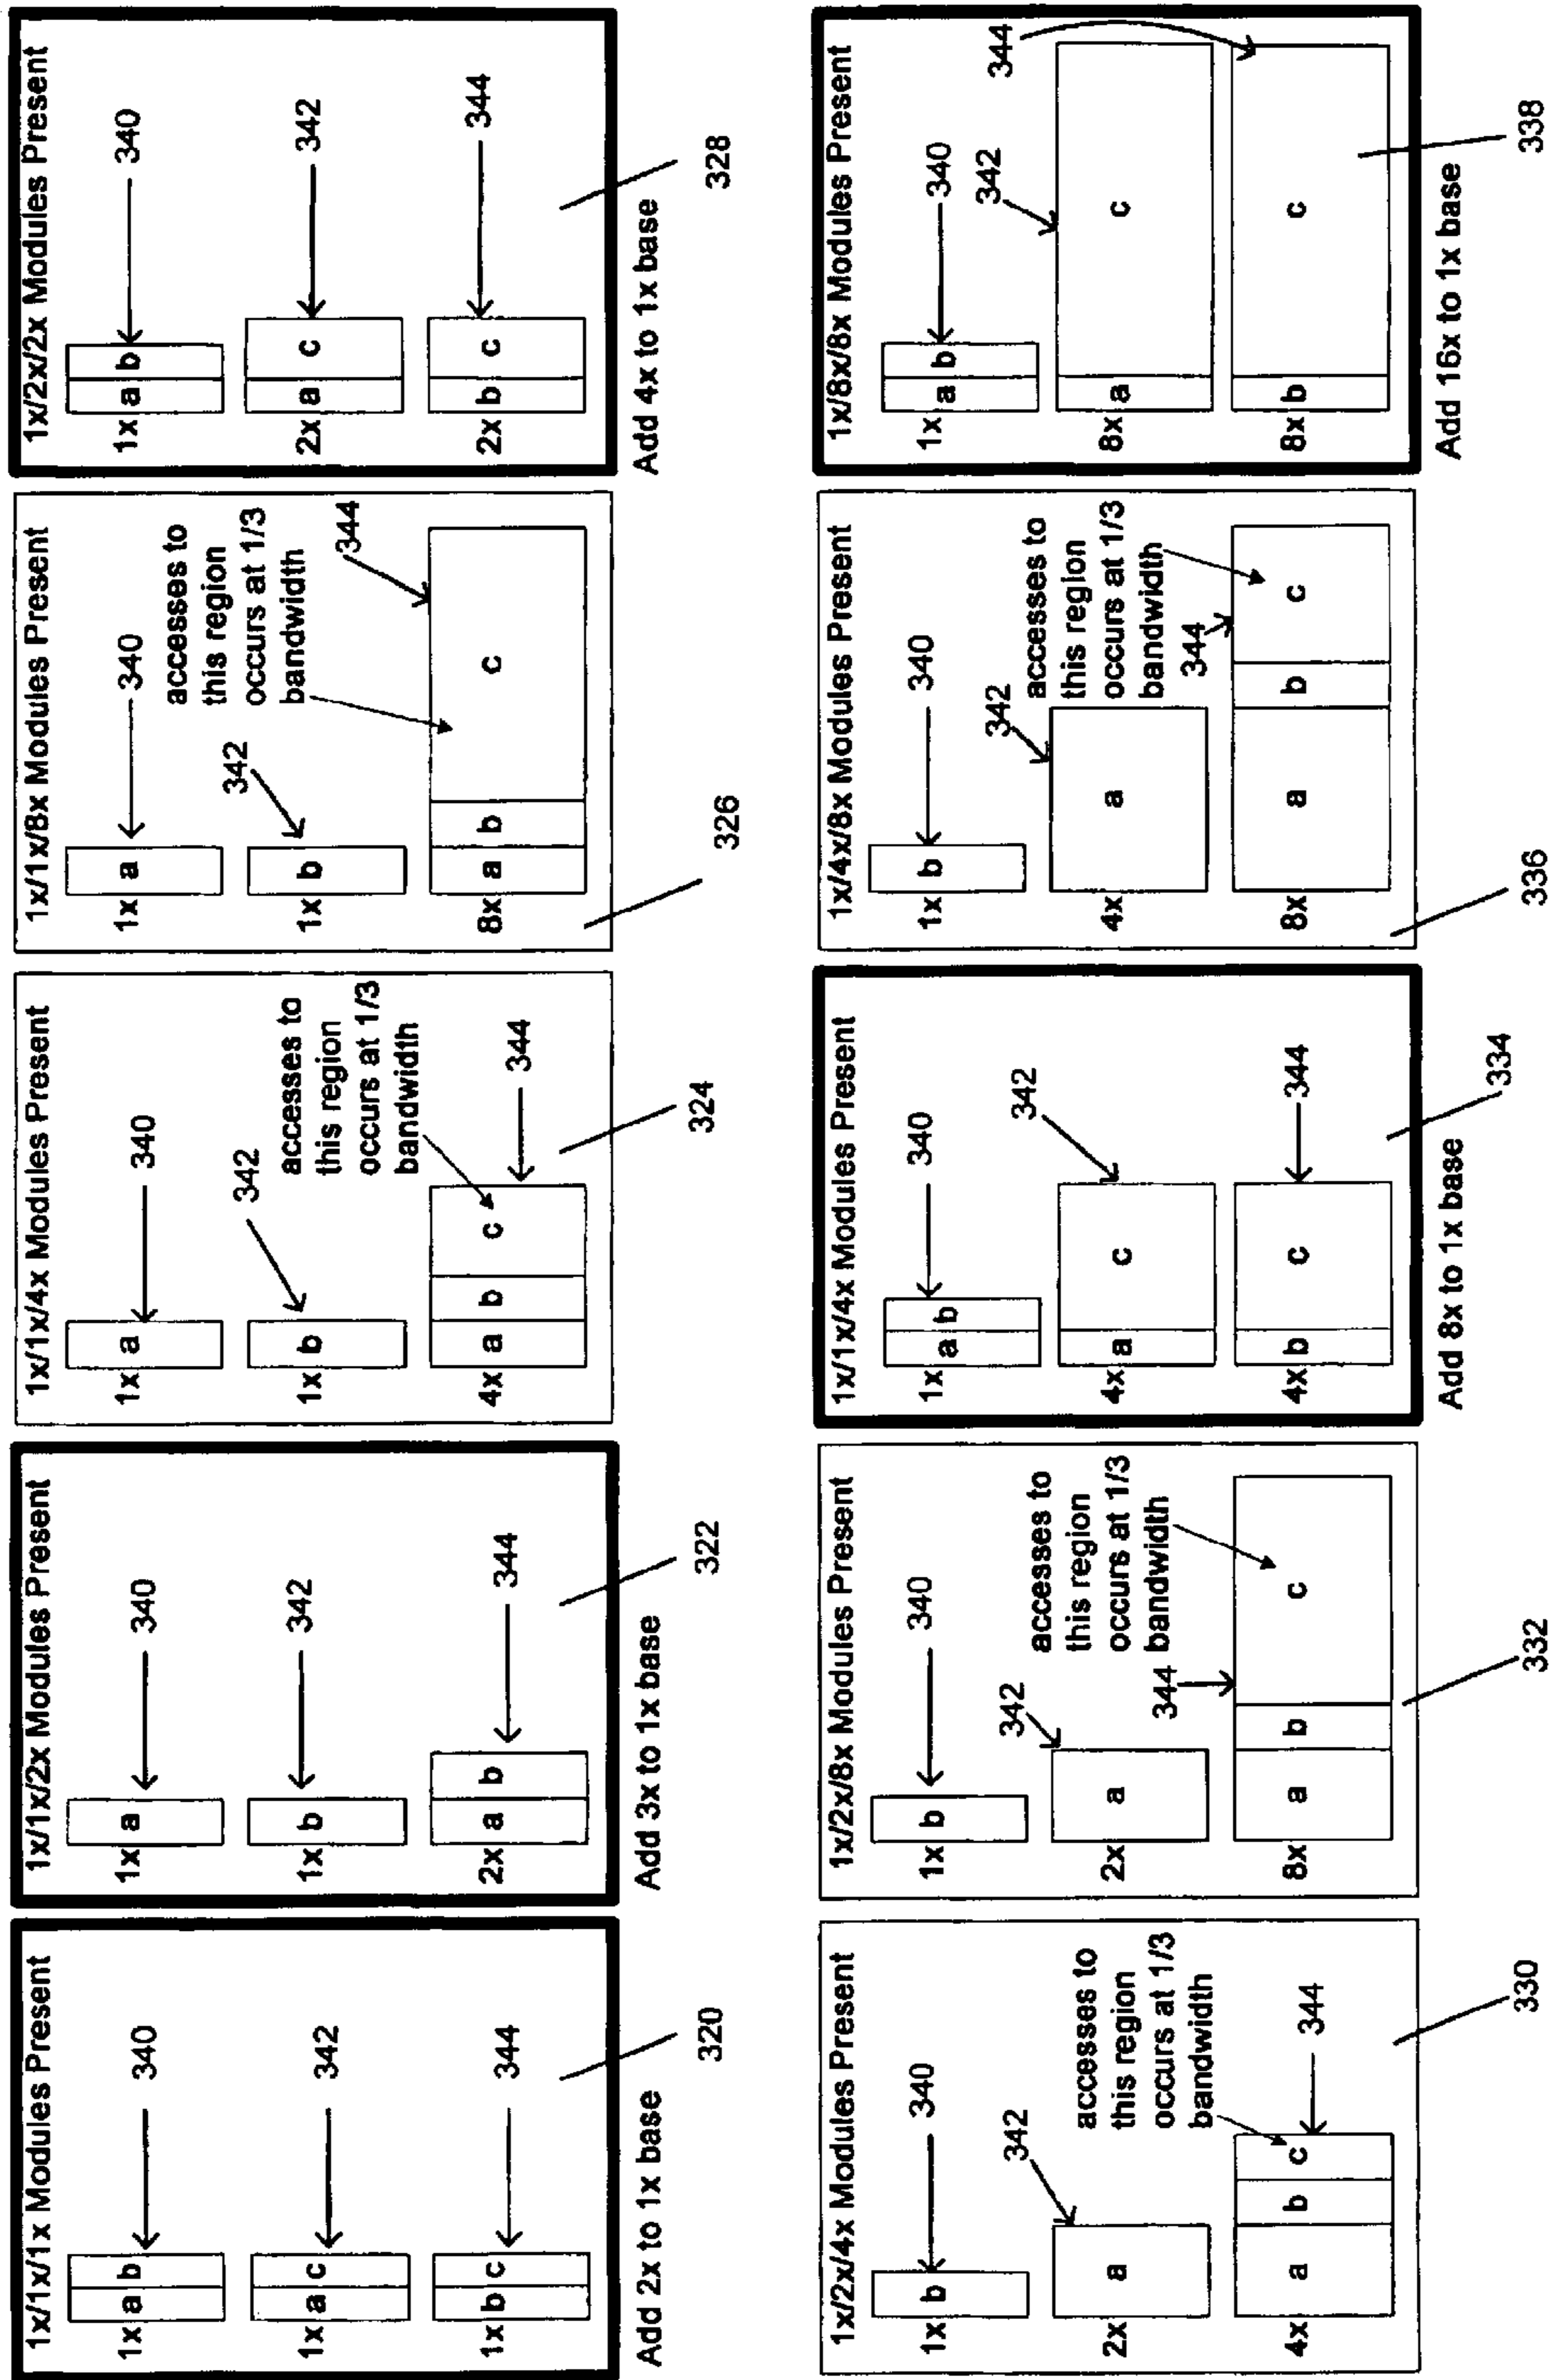 1x/1x/1x Modules Present
1x
a
b
340
1x
a
c
342
1x
b
c
344
320
Add 2x to 1x base
1x/1x/2x Modules Present
1x
a
340
1x
b
342
2x
a
b
344
322
Add 3x to 1x base
1x/1x/4x Modules Present
1x
a
340
1x
b
342
accesses to
this region
occurs at 1/3
bandwidth
4x
a
b
c
344
324
1x/1x/8x Modules Present
1x
a
340
accesses to
this region
occurs at 1/3
bandwidth
1x
b
342
344
8x
a
b
c
326
1x/2x/2x Modules Present
1x
a
b
340
2x
a
c
342
2x
b
c
344
328
Add 4x to 1x base
1x/2x/4x Modules Present
1x
b
340
342
2x
a
accesses to
this region
occurs at 1/3
bandwidth
4x
a
b
c
344
330
1x/2x/8x Modules Present
1x
b
340
342
2x
a
accesses to
this region
occurs at 1/3
bandwidth
344
8x
a
b
c
332
1x/1x/4x Modules Present
1x
a
b
340
342
4x
a
c
4x
b
c
344
334
Add 8x to 1x base
1x/4x/8x Modules Present
1x
b
340
342
4x
a
accesses to
this region
occurs at 1/3
bandwidth
344
8x
a
b
c
336
1x/8x/8x Modules Present
1x
a
b
340
342
344
8x
a
c
8x
b
c
338
Add 16x to 1x base